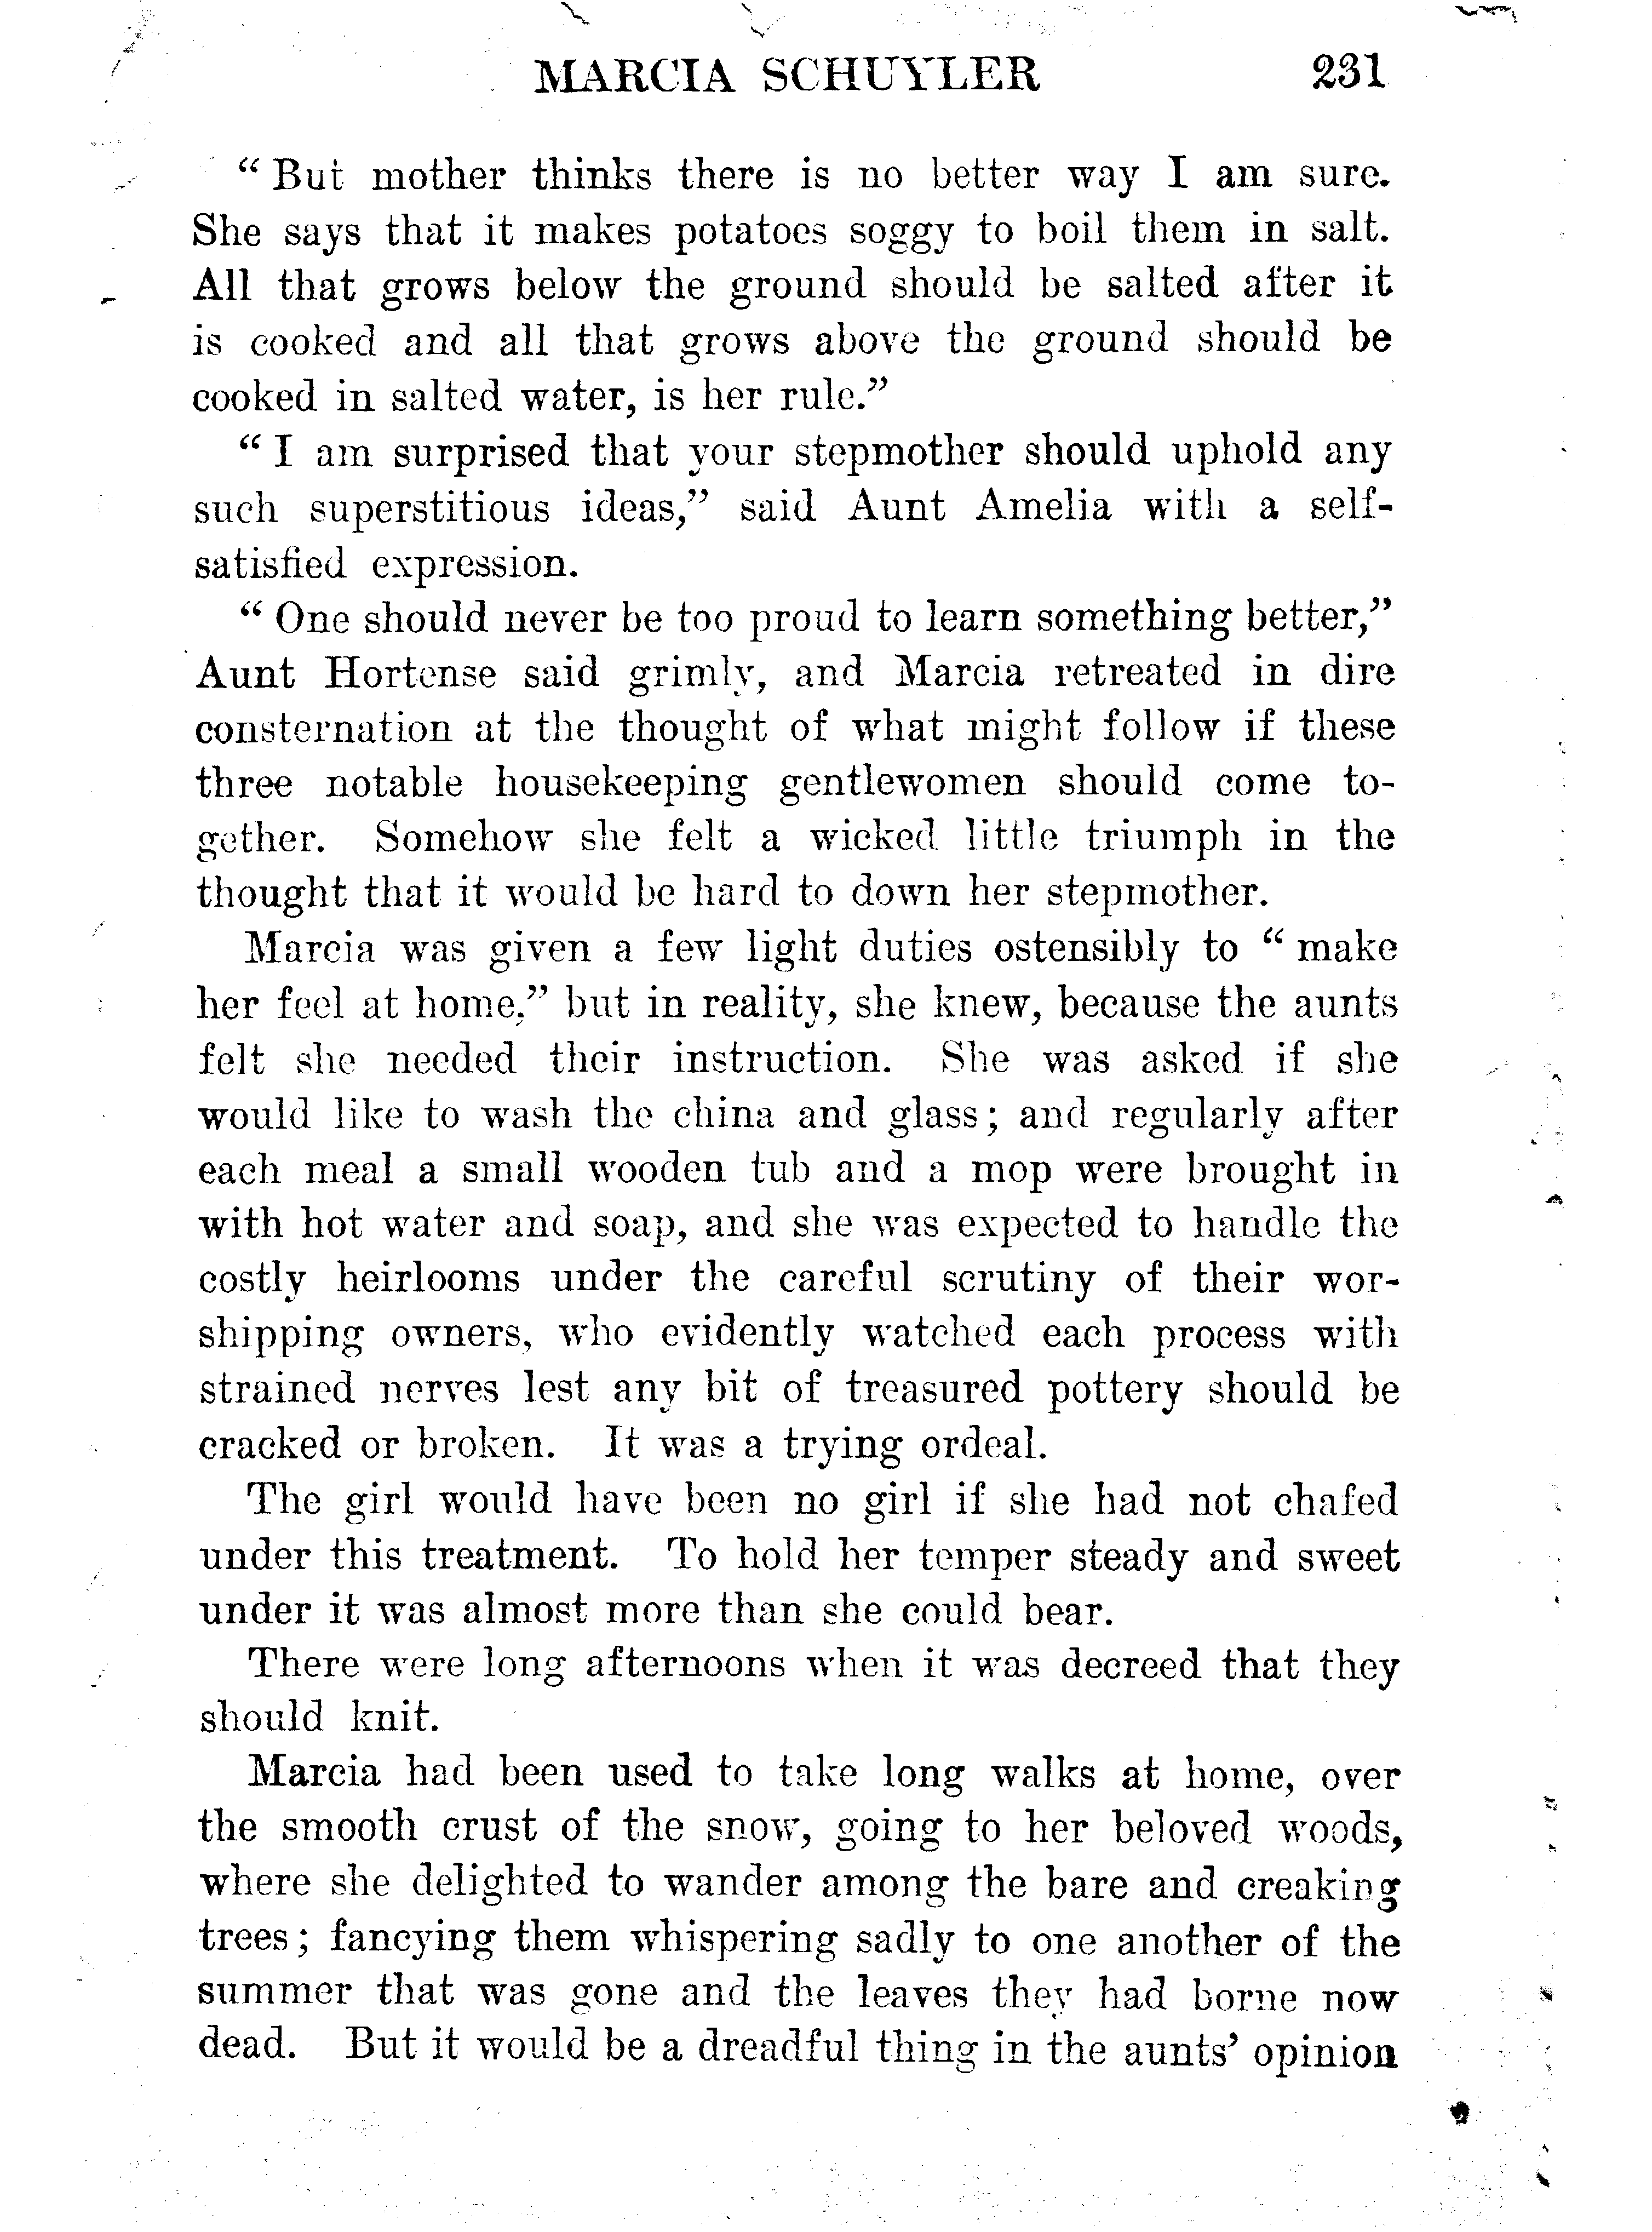 MARCIA SCHUYLER 231
“ But mother thinks there is no better way I am sure.
She says that it makes potatoes soggy to boil them in salt.
All that grows below the ground should be salted after it
is cooked and all that grows above the ground should be
cooked in salted water, is her rule.”
“ I am surprised that your stepmother should uphold any
such superstitious ideas,” said Aunt Amelia with a self-
satisfied expression.
“ One should never be too proud to learn something better,”
Aunt Hortense said grimly, and Marcia retreated in dire
consternation at the thought of what might follow if these
three notable housekeeping gentlewomen should come to-
gether. Somehow she felt a wicked little triumph in the
thought that it would be hard to down her stepmother.
Marcia was given a few light duties ostensibly to “ make
her feel at home,” but in reality, she knew, because the aunts
felt she needed their instruction. She was asked if she
would like to wash the china and glass; and regularly after
each meal a small wooden tub and a mop were brought in
with hot water and soap, and she was expected to handle the
costly heirlooms under the careful scrutiny of their wor-
shipping owners, who evidently watched each process with
strained nerves lest any bit of treasured pottery should be
cracked or broken. It was a trying ordeal.
The girl would have been no girl if she had not chafed
under this treatment. To hold her temper steady and sweet
under it was almost more than she could bear.
There were long afternoons when it was decreed that they
should knit.
Marcia had been used to take long walks at home, over
the smooth crust of the snow, going to her beloved woods,
where she delighted to wander among the bare and creaking
trees; fancying them whispering sadly to one another of the
summer that was gone and the leaves they had borne now
dead. But it would be a dreadful thing in the aunts’ opinion